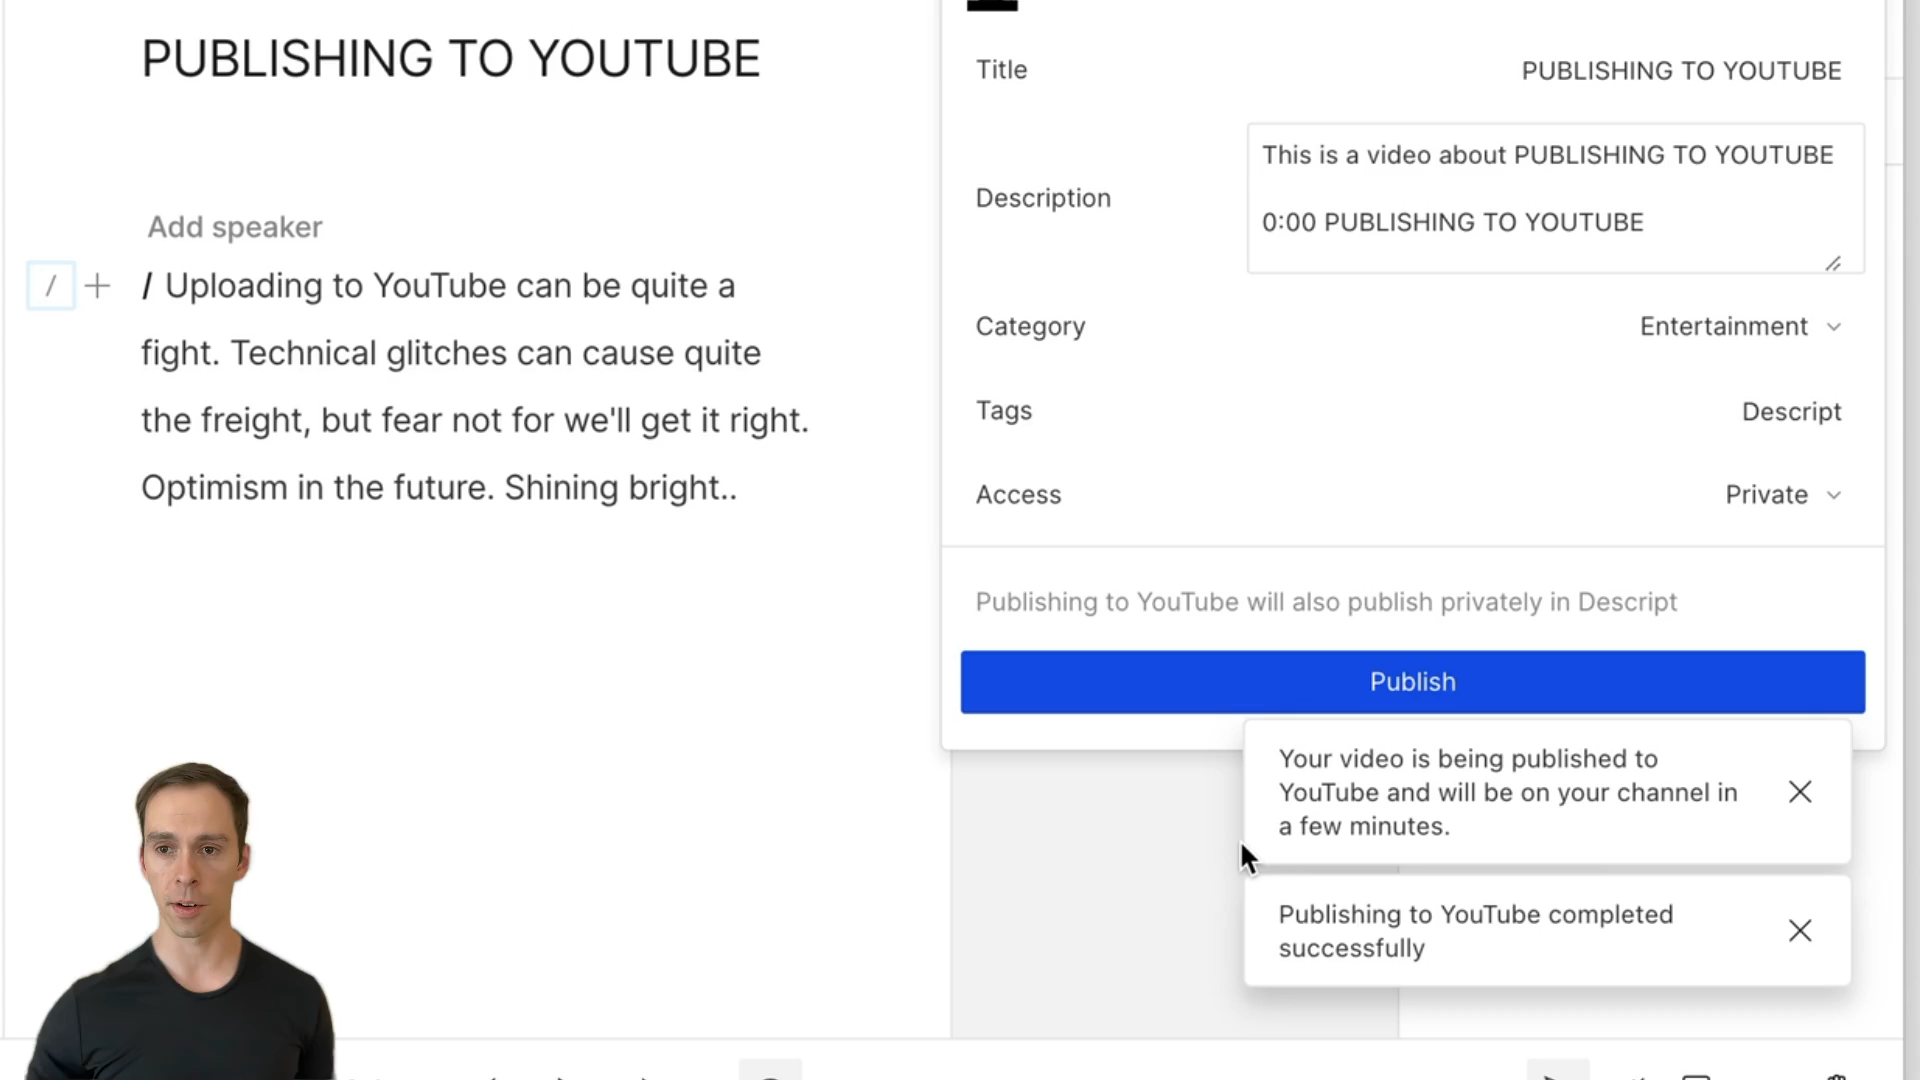 PUBLISHING TO YOUTUBE
Add speaker
/
/ Uploading to YouTube can be quite a
fight. Technical glitches can cause quite
the freight, but fear not for we'll get it right.
Optimism in the future. Shining bright..
Title
PUBLISHING TO YOUTUBE
Description
This is a video about PUBLISHING TO YOUTUBE
0:00 PUBLISHING TO YOUTUBE
Category
Entertainment
Tags
Descript
Access
Private
Publishing to YouTube will also publish privately in Descript
Publish
Your video is being published to
YouTube and will be on your channel in
a few minutes.
Publishing to YouTube completed
successfully